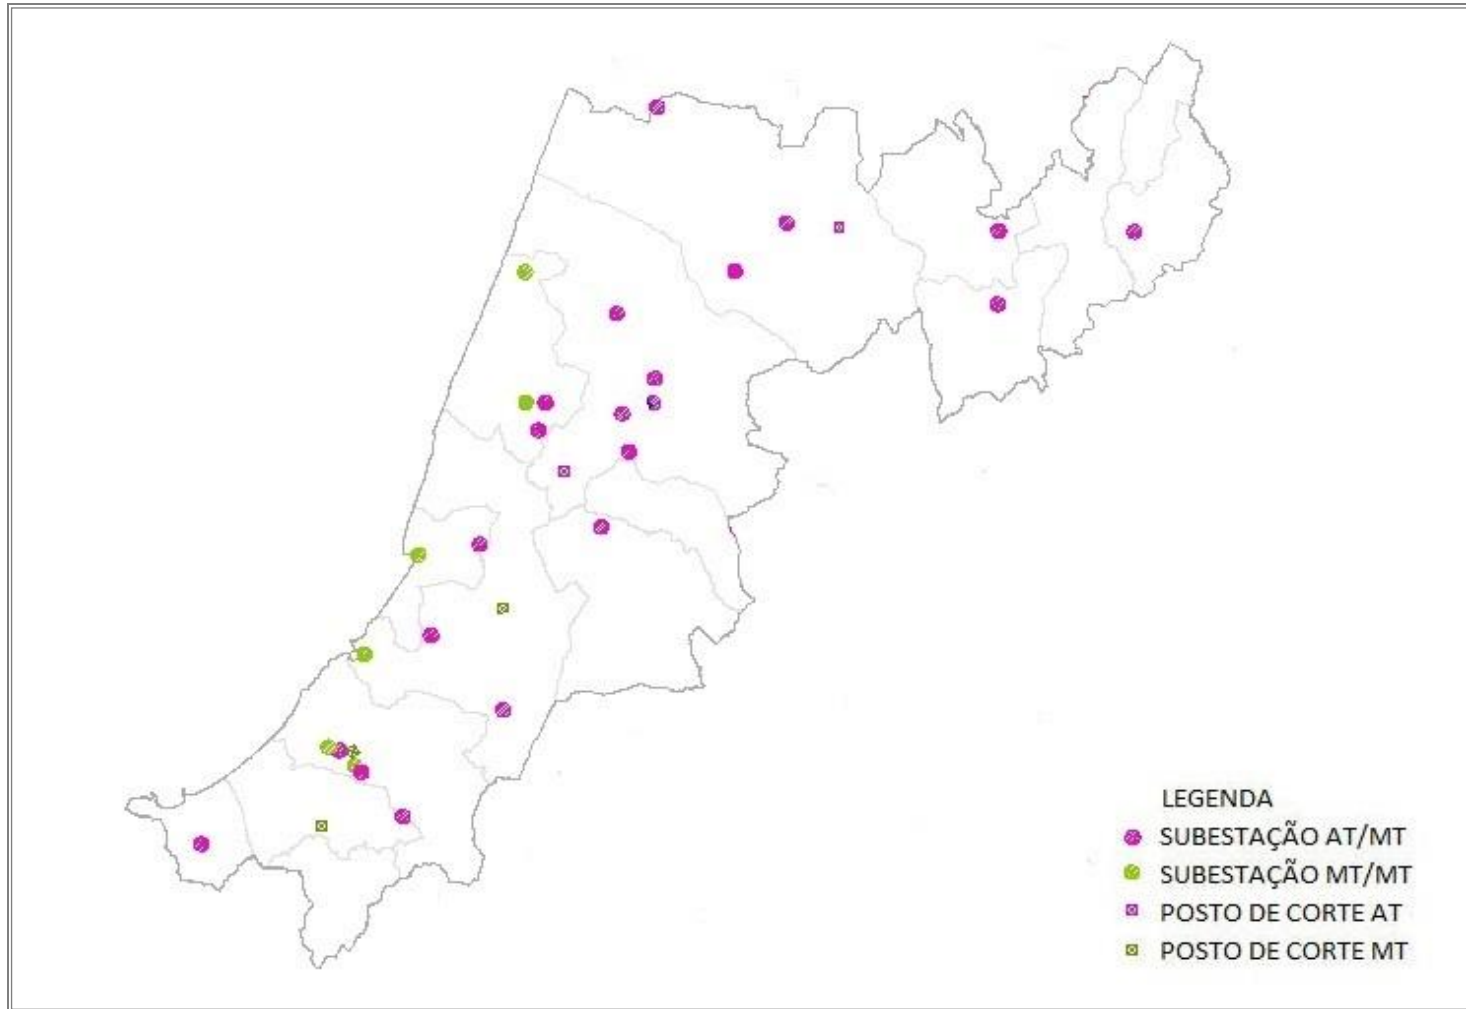 LEGENDA
SUBESTAÇÃO AT/MT
SUBESTAÇÃO MT/MT
POSTO DE CORTE AT
POSTO DE CORTE MT